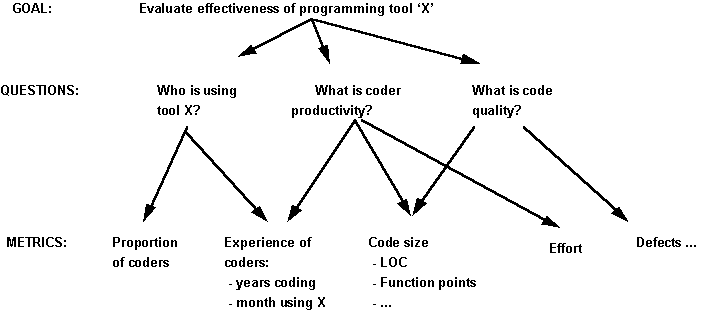 GOAL: Evaluate effectiveness of programming tool ‘X’
QUESTIONS: Who is using tool X? What is coder productivity? What is code quality?
METRICS: Proportion of coders
Experience of coders:
- years coding
- month using X
Code size
- LOC
- Function points
- ...
Effort
Defects ...